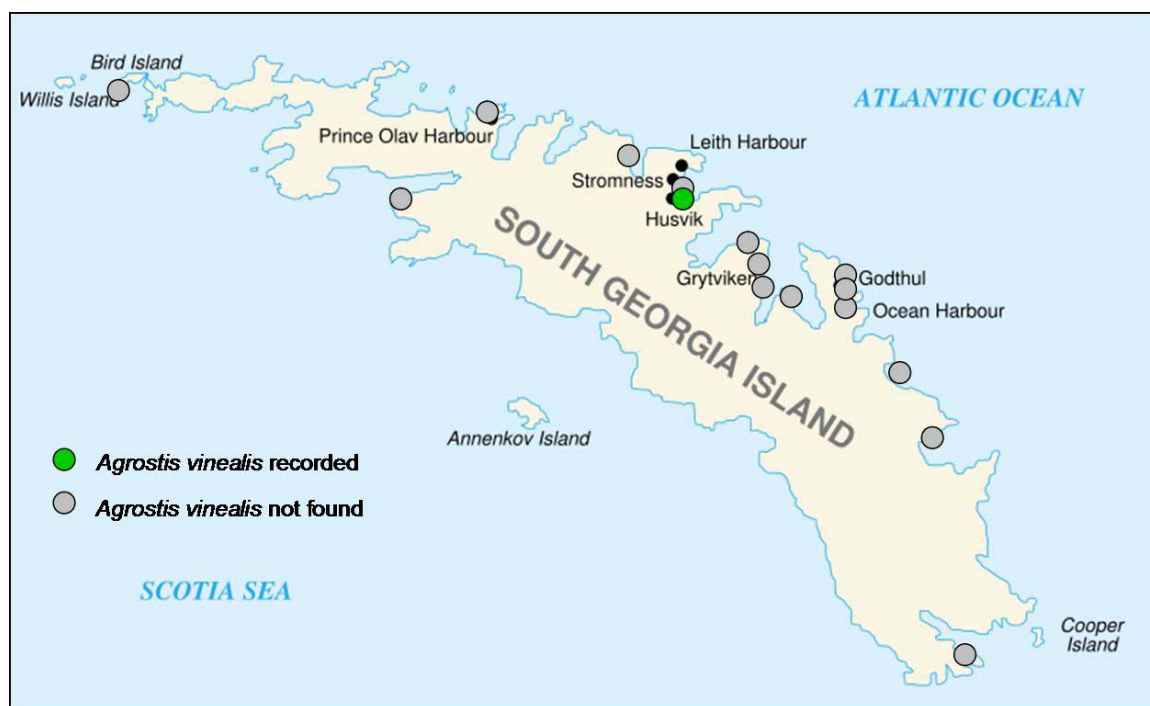 Bird Island
Willis Island
ATLANTIC OCEAN
Prince Olav Harbour
Leith Harbour
Stromness
Husvik
SOUTH GEORGIA ISLAND
Grytviken
Godthul
Ocean Harbour
Annenkov Island
Agrostis vinealis recorded
Agrostis vinealis not found
SCOTIA SEA
Cooper
Island